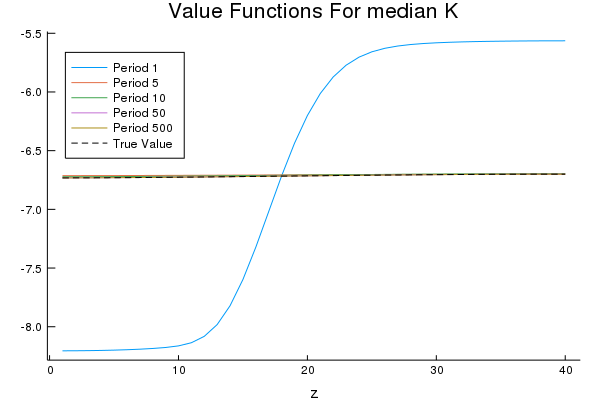 Value Functions For median K
-5.5
-6.0
-6.5
-7.0
-7.5
-8.0
Period 1
Period 5
Period 10
Period 50
Period 500
True Value
0 10 20 30 40
z